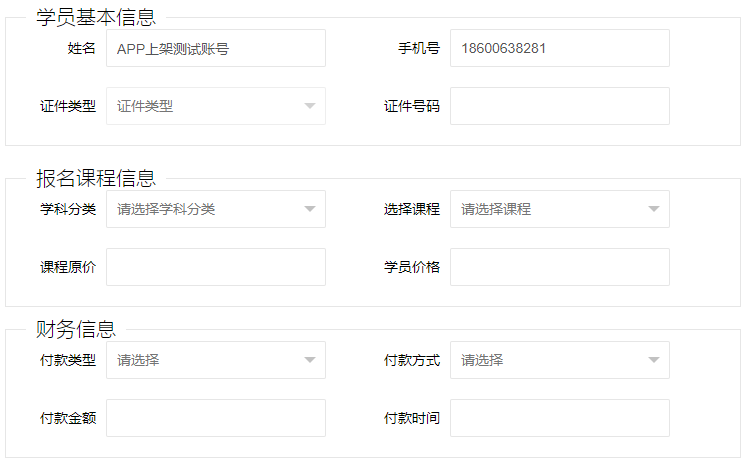 学员基本信息
姓名 APP上架测试账号 手机号 18600638281
证件类型 证件类型 证件号码
报名课程信息
学科分类 请选择学科分类 选择课程 请选择课程
课程原价 学员价格
财务信息
付款类型 请选择 付款方式 请选择
付款金额 付款时间